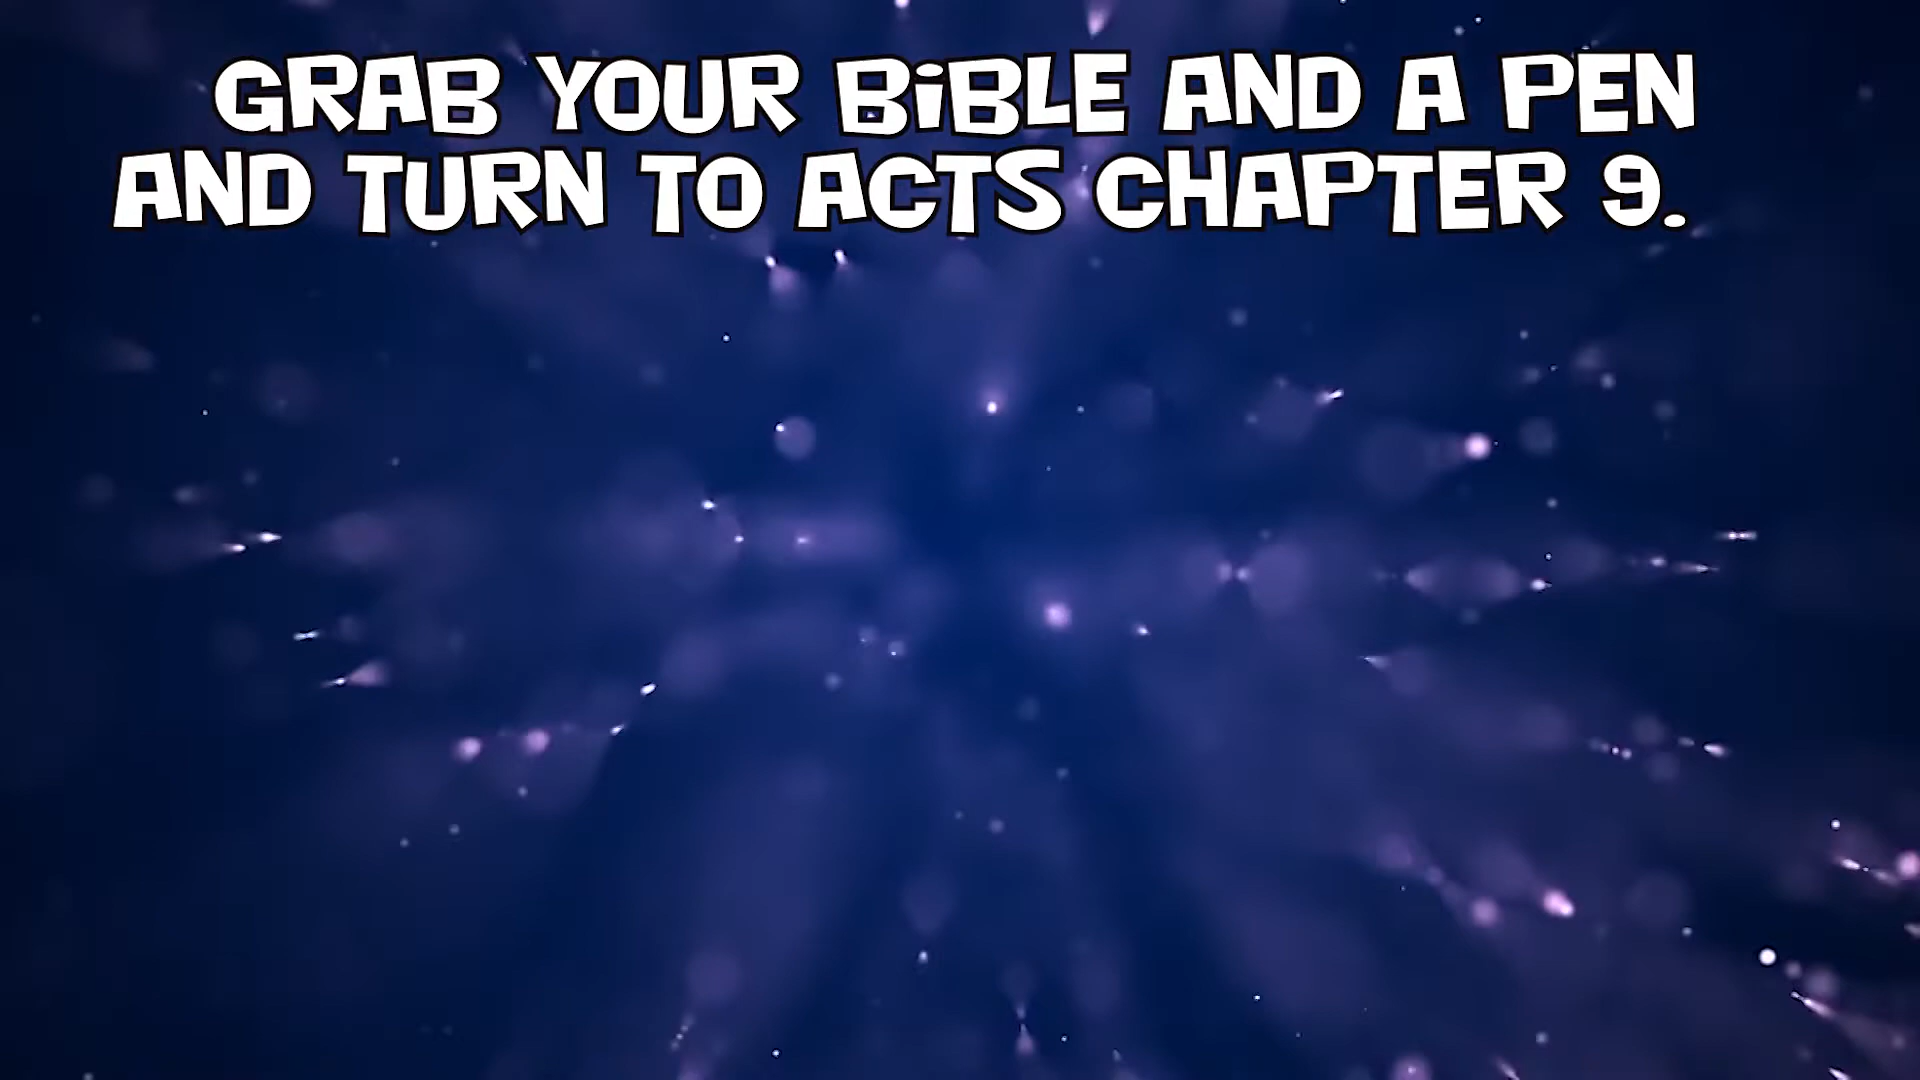 GRAB YOUR BIBLE AND A PEN
AND TURN TO ACTS CHAPTER 9.